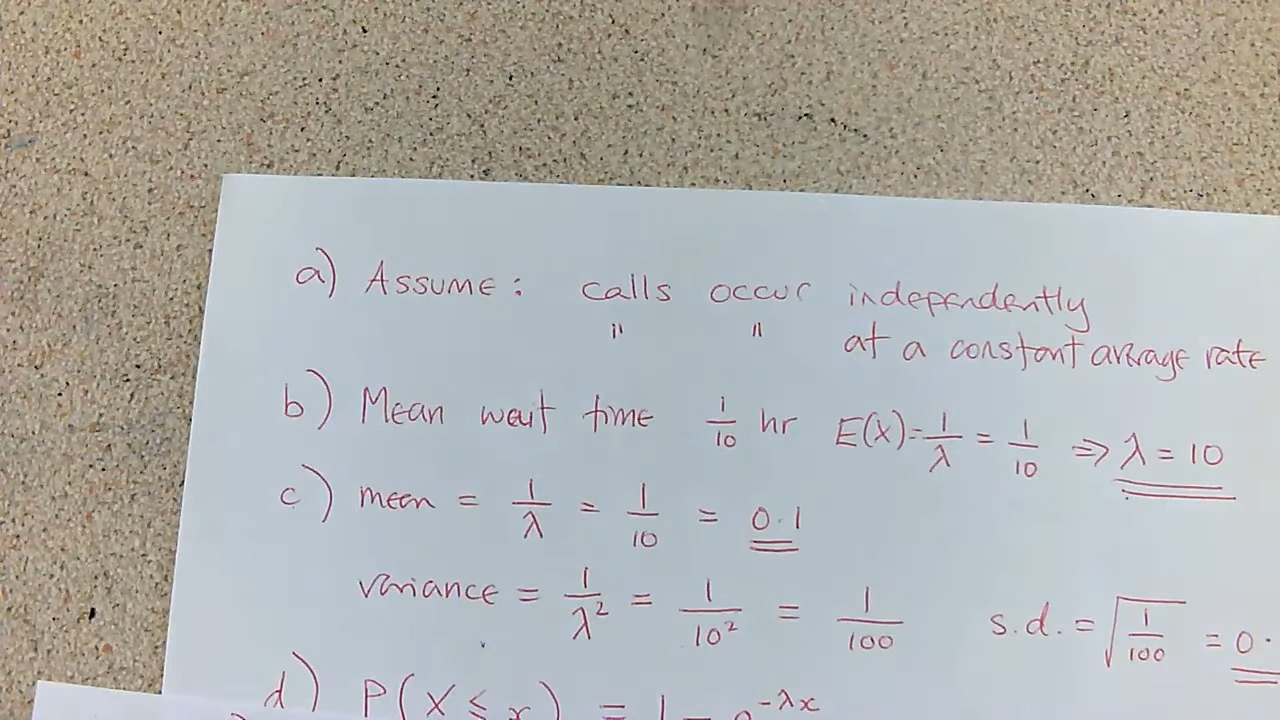 a) Assume: calls occur independently
" " at a constant average rate
b) Mean wait time 1/10 hr E(X) = 1/λ = 1/10 ⇒ λ = 10
c) mean = 1/λ = 1/10 = 0.1
variance = 1/λ² = 1/10² = 1/100 s.d. = √(1/100) = 0.
d) P(X ≤ x) = 1 - e^-λx